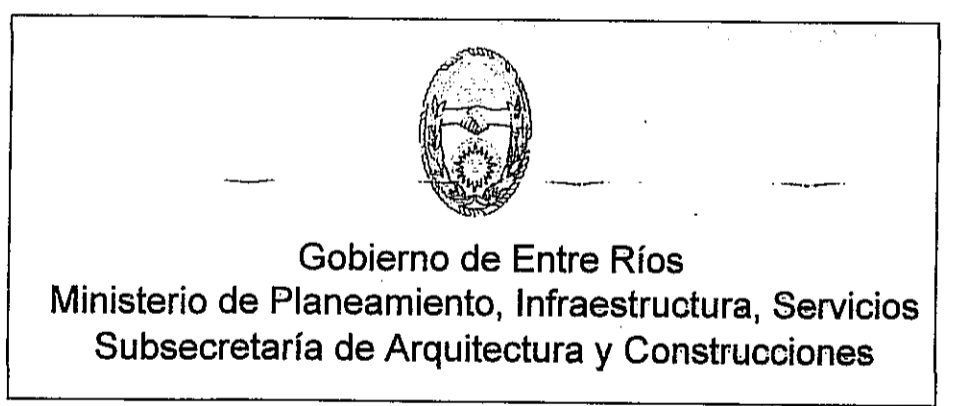 Gobierno de Entre Ríos
Ministerio de Planeamiento, Infraestructura, Servicios
Subsecretaría de Arquitectura y Construcciones